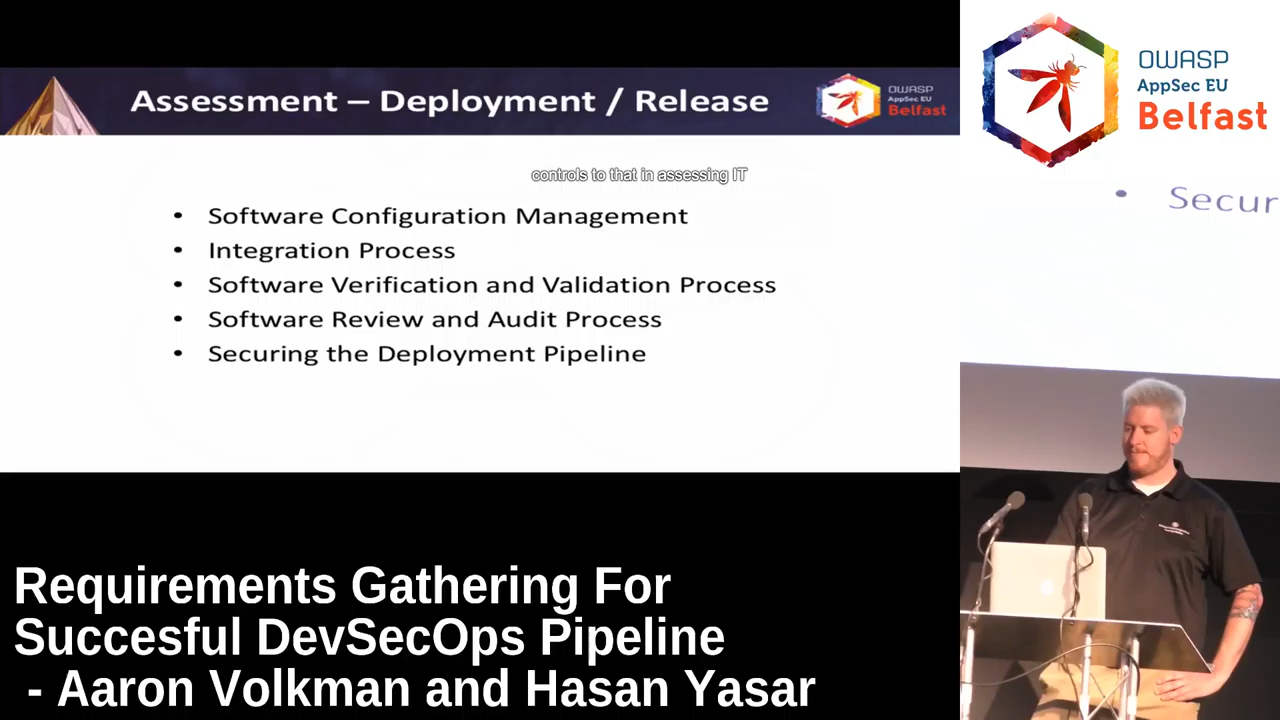 Assessment – Deployment / Release
OWASP
AppSec EU
Belfast
controls to that in assessing IT
• Software Configuration Management
• Integration Process
• Software Verification and Validation Process
• Software Review and Audit Process
• Securing the Deployment Pipeline
OWASP
AppSec EU
Belfast
• Secur
Requirements Gathering For
Succesful DevSecOps Pipeline
- Aaron Volkman and Hasan Yasar